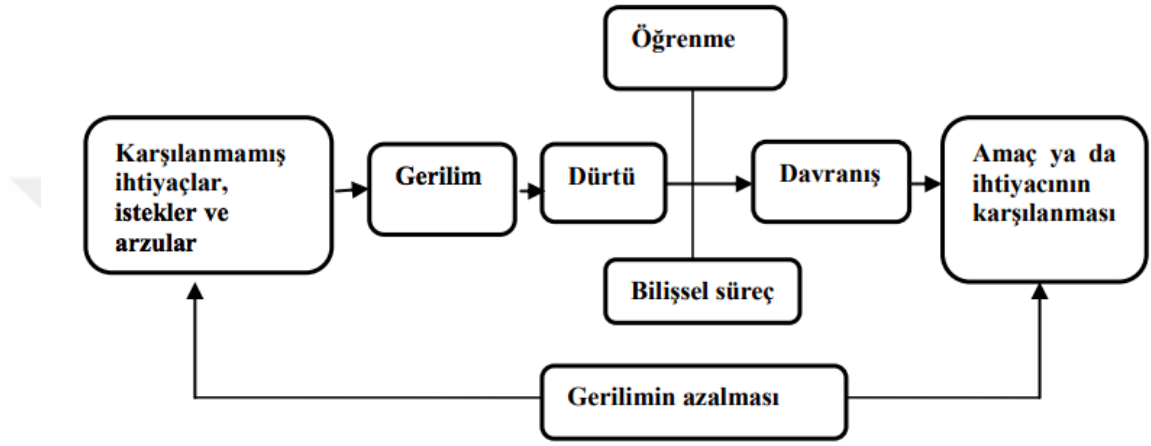 Öğrenme
Karşılanmamış
ihtiyaçlar,
istekler ve
arzular
Gerilim
Dürtü
Davranış
Amaç ya da
ihtiyacının
karşılanması
Bilişsel süreç
Gerilimin azalması